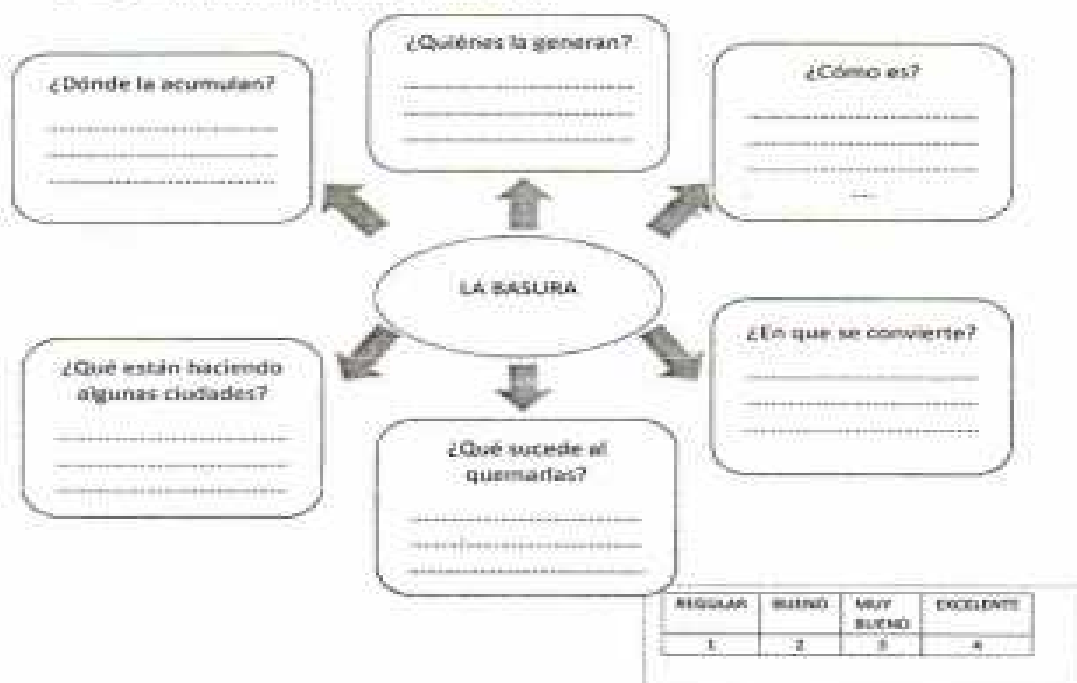 ¿Quiénes la generan?
¿Dónde la acumulan?
¿Cómo es?
LA BASURA
¿Qué están haciendo
algunas ciudades?
¿En que se convierte?
¿Qué sucede al
quemarlas?
REGULAR BUENO MUY BUENO EXCELENTE
1 2 3 4